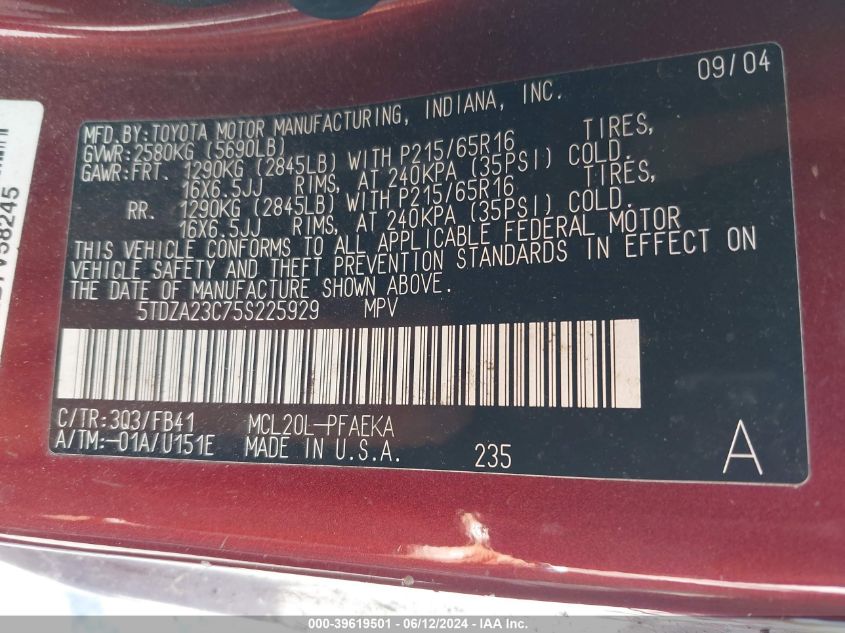 09/04
MFD.BY:TOYOTA MOTOR MANUFACTURING, INDIANA, INC.
GVWR:2580KG (5690LB)
GAWR:FRT. 1290KG (2845LB) WITH P215/65R16 TIRES,
16X6.5JJ RIMS, AT 240KPA (35PSI) COLD.
RR. 1290KG (2845LB) WITH P215/65R16 TIRES,
16X6.5JJ RIMS, AT 240KPA (35PSI) COLD.
THIS VEHICLE CONFORMS TO ALL APPLICABLE FEDERAL MOTOR
VEHICLE SAFETY AND THEFT PREVENTION STANDARDS IN EFFECT ON
THE DATE OF MANUFACTURE SHOWN ABOVE.
5TDZA23C75S225929 MPV
C/TR:3Q3/FB41 MCL20L-PFAEKA
A/TM:-01A/U151E MADE IN U.S.A. 235 A
58245
000-39619501 - 06/12/2024 - IAA Inc.